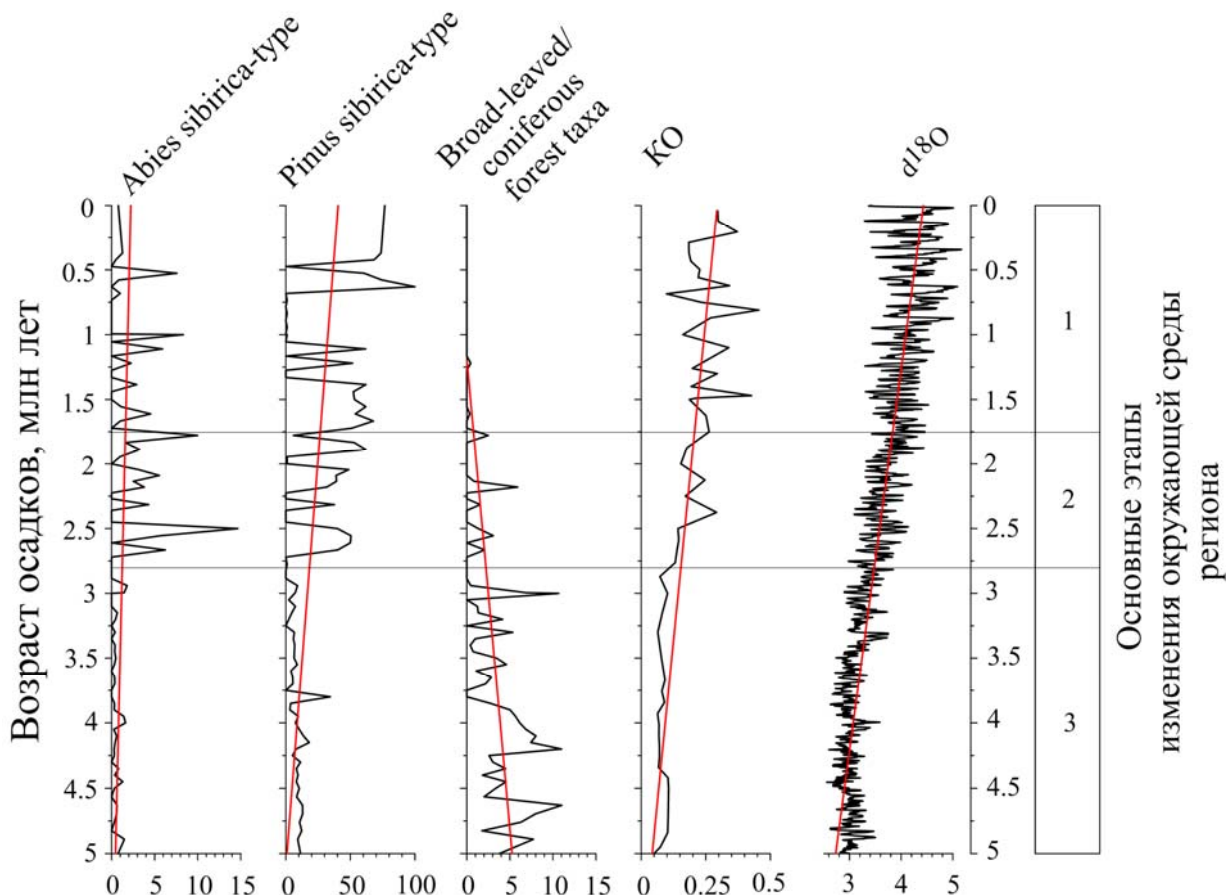 Abies sibirica-type
Pinus sibirica-type
Broad-leaved/
coniferous
forest taxa
КО
d18O
Возраст осадков, млн лет
0
0.5
1
1.5
2
2.5
3
3.5
4
4.5
5
0 5 10 15
0 50 100
0 5 10 15
0 0.25 0.5
3 4 5
0
0.5
1
1.5
2
2.5
3
3.5
4
4.5
5
1
2
3
Основные этапы
изменения окружающей среды
региона